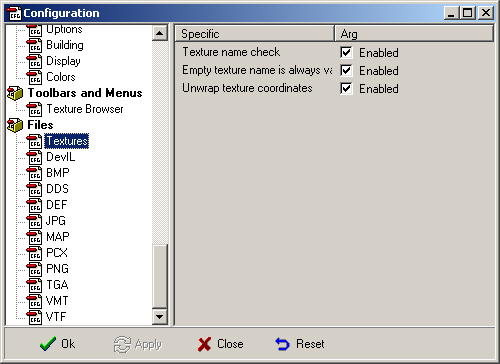 Configuration
Options
Building
Display
Colors
Toolbars and Menus
Texture Browser
Files
Textures
DevIL
BMP
DDS
DEF
JPG
MAP
PCX
PNG
TGA
VMT
VTF
Specific Arg
Texture name check Enabled
Empty texture name is always va Enabled
Unwrap texture coordinates Enabled
Ok Apply Close Reset